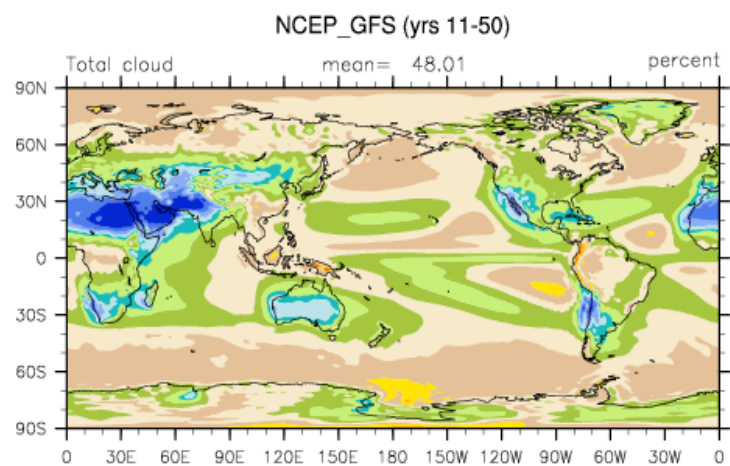 NCEP_GFS (yrs 11-50)
Total cloud mean= 48.01 percent
90N
60N
30N
0
30S
60S
90S
0 30E 60E 90E 120E 150E 180 150W 120W 90W 60W 30W 0